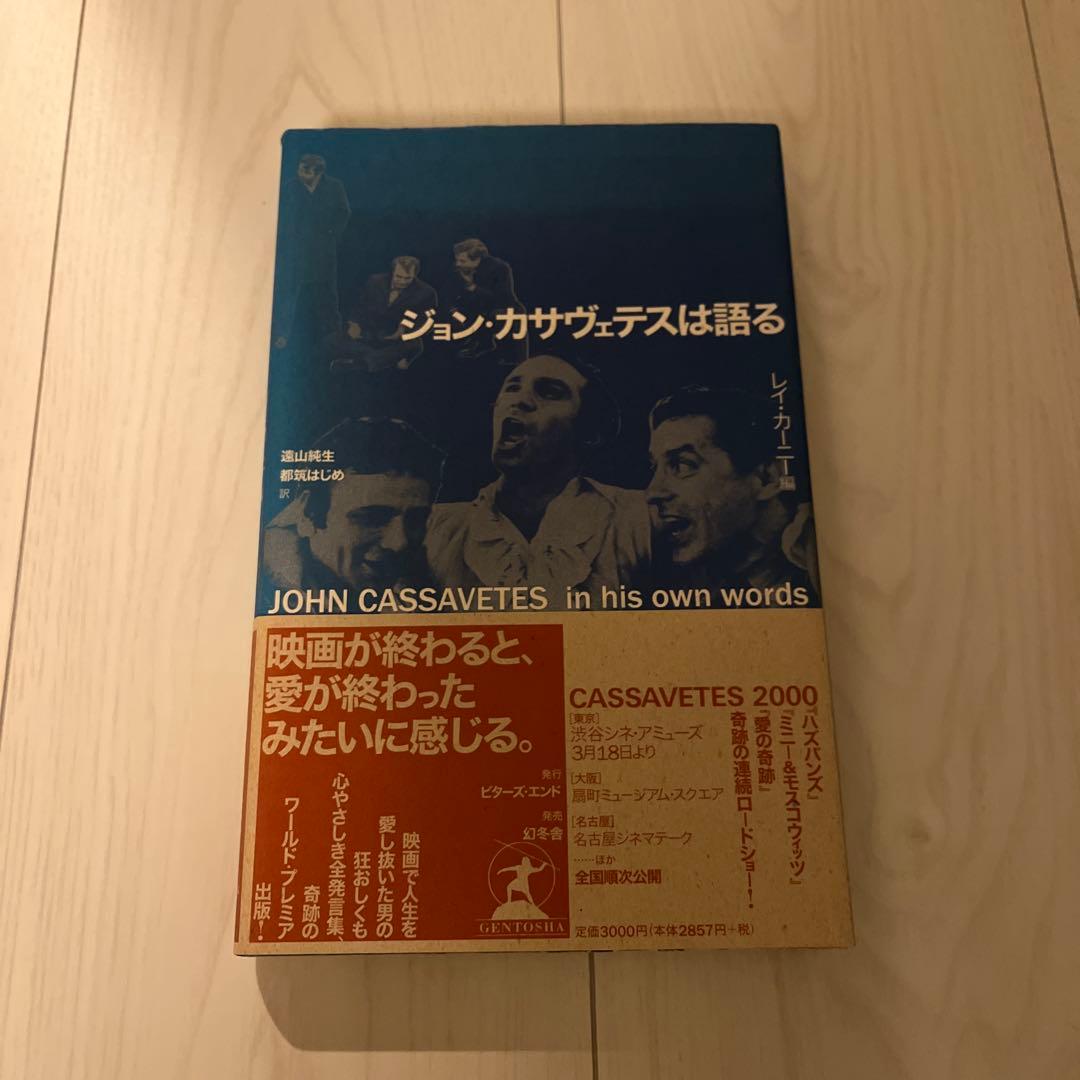 ジョン・カサヴェテスは語る
レイ・カーニー編
遠山純生
都筑はじめ
訳
JOHN CASSAVETES in his own words
映画が終わると、
愛が終わった
みたいに感じる。
発行
ビターズ・エンド
発売
幻冬舎
映画で人生を
愛し抜いた男の
狂おしくも
心やさしき全発言集、
奇跡の
ワールド・プレミア
出版!
GENTOSHA
CASSAVETES 2000
『ハズバンズ』
『ミニー&モスコウィッツ』
『愛の奇跡』
奇跡の連続ロードショー!
[東京]
渋谷シネ・アミューズ
3月18日より
[大阪]
扇町ミュージアム・スクエア
[名古屋]
名古屋シネマテーク
……ほか
全国順次公開
定価3000円(本体2857円+税)